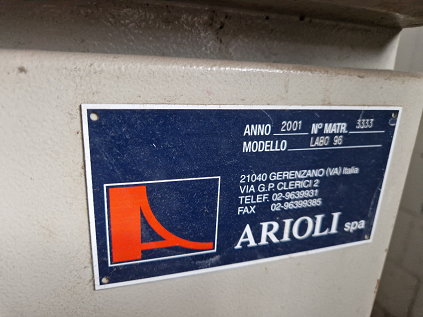 ANNO 2001 Nº MATR. 3333
MODELLO LABO 96
21040 GERENZANO (VA) Italia
VIA G.P. CLERICI 2
TELEF. 02-9639931
FAX 02-96399385
ARIOLI spa